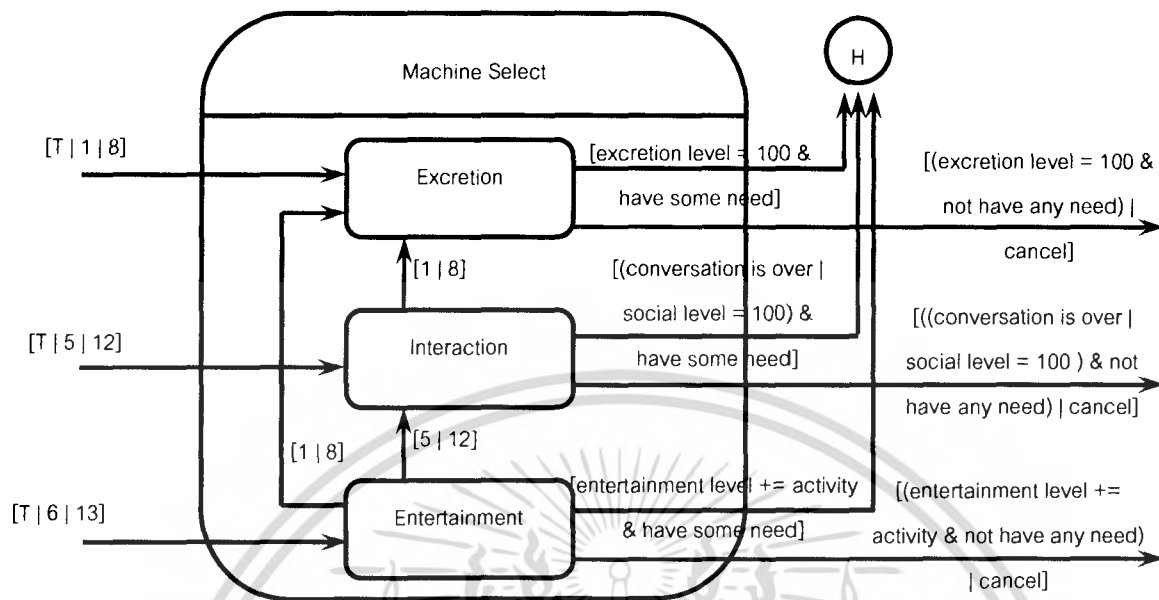 H
Machine Select
[T | 1 | 8]
Excretion
[excretion level = 100 &
have some need]
[(excretion level = 100 &
not have any need) |
cancel]
[1 | 8]
[T | 5 | 12]
Interaction
[(conversation is over |
social level = 100) &
have some need]
[((conversation is over |
social level = 100 ) & not
have any need) | cancel]
[1 | 8]
[5 | 12]
[T | 6 | 13]
Entertainment
[entertainment level += activity
& have some need]
[(entertainment level +=
activity & not have any need)
| cancel]